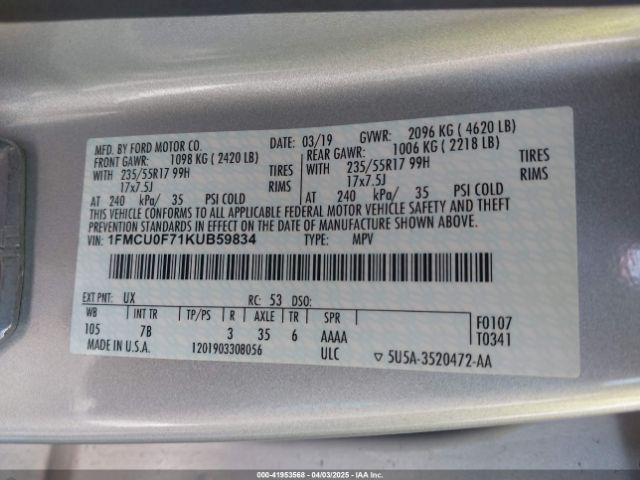 MFD. BY FORD MOTOR CO. DATE: 03/19 GVWR: 2096 KG ( 4620 LB)
FRONT GAWR: 1098 KG ( 2420 LB) REAR GAWR: 1006 KG ( 2218 LB)
WITH 235/55R17 99H TIRES WITH 235/55R17 99H TIRES
17x7.5J RIMS 17x7.5J RIMS
AT 240 kPa/ 35 PSI COLD AT 240 kPa/ 35 PSI COLD
THIS VEHICLE CONFORMS TO ALL APPLICABLE FEDERAL MOTOR VEHICLE SAFETY AND THEFT
PREVENTION STANDARDS IN EFFECT ON THE DATE OF MANUFACTURE SHOWN ABOVE.
VIN: 1FMCU0F71KUB59834 TYPE: MPV
EXT PNT: UX RC: 53 DSO:
WB INT TR TP/PS R AXLE TR SPR F0107
105 7B 3 35 6 AAAA T0341
MADE IN U.S.A. 1201903308056 ULC ▽ 5U5A-3520472-AA
000-41953568 - 04/03/2025 - IAA Inc.